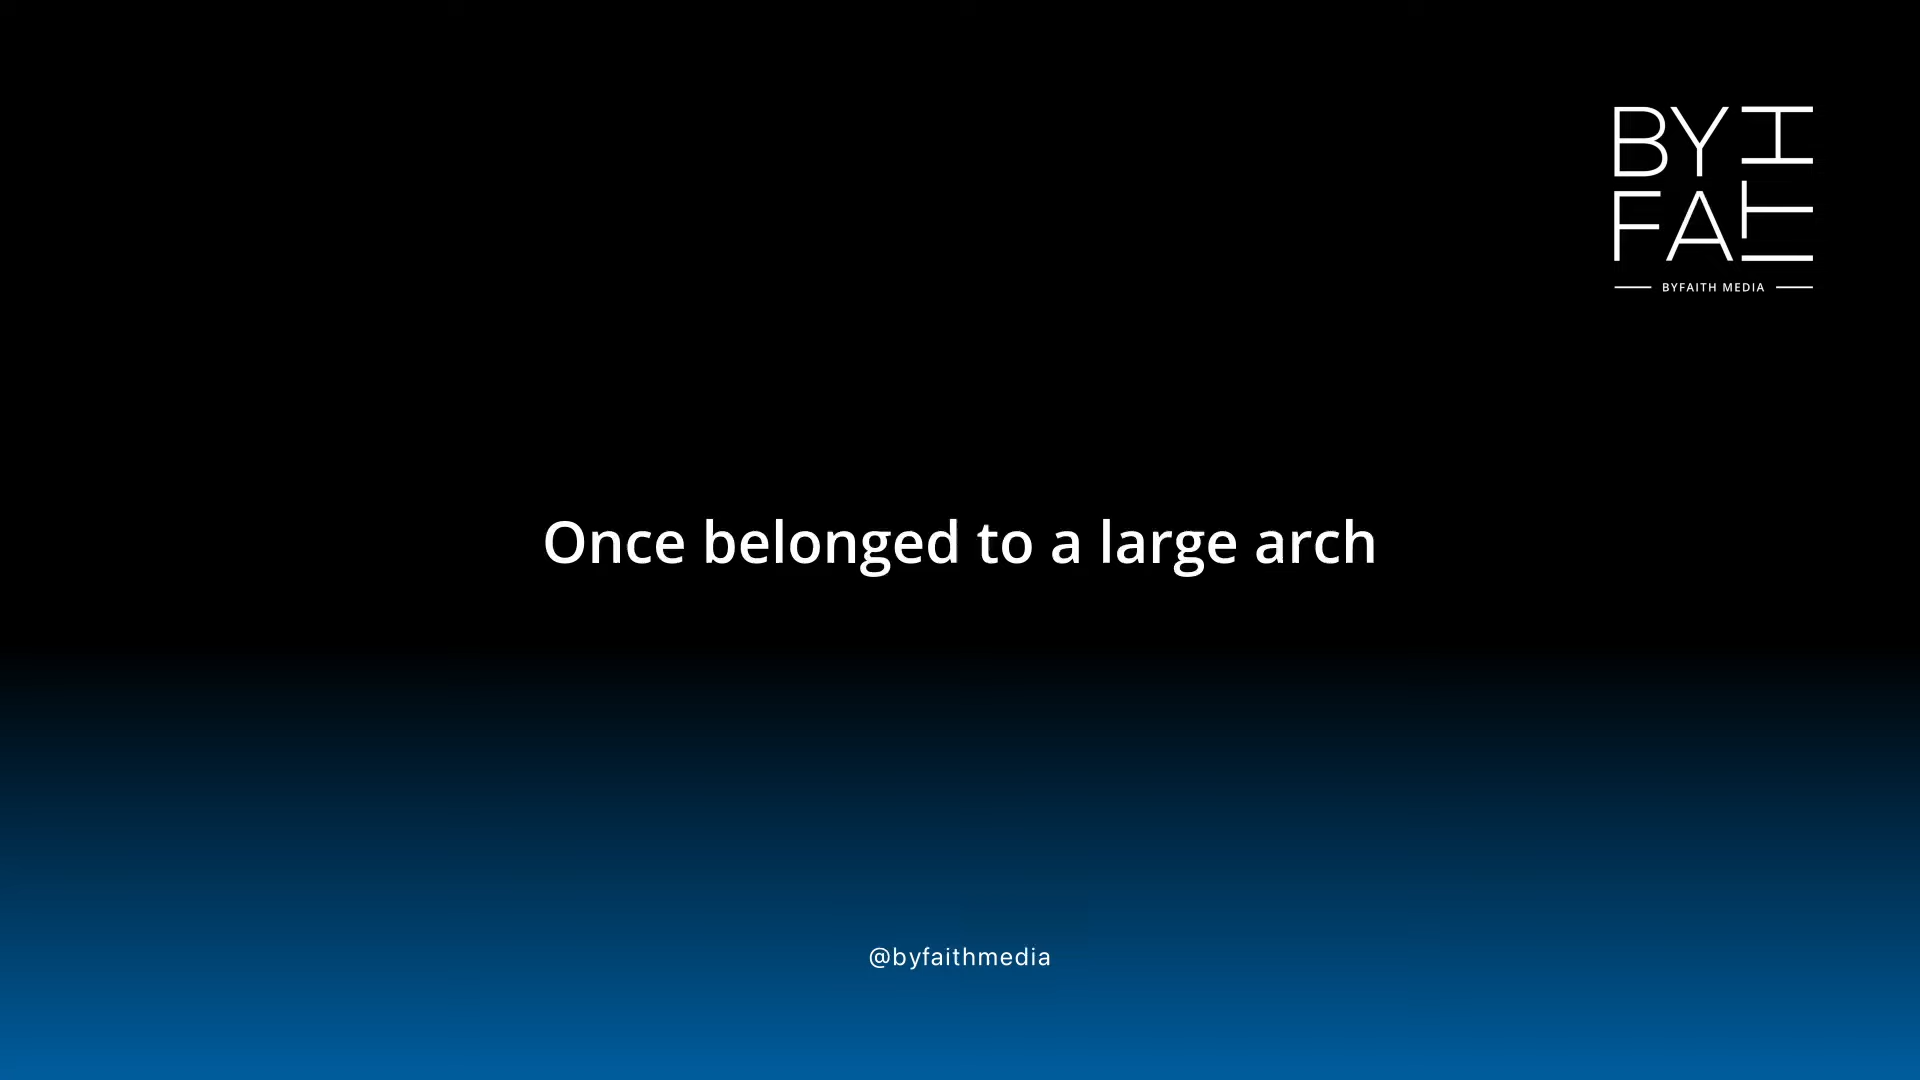 BY
FAITH
BYFAITH MEDIA
Once belonged to a large arch
@byfaithmedia